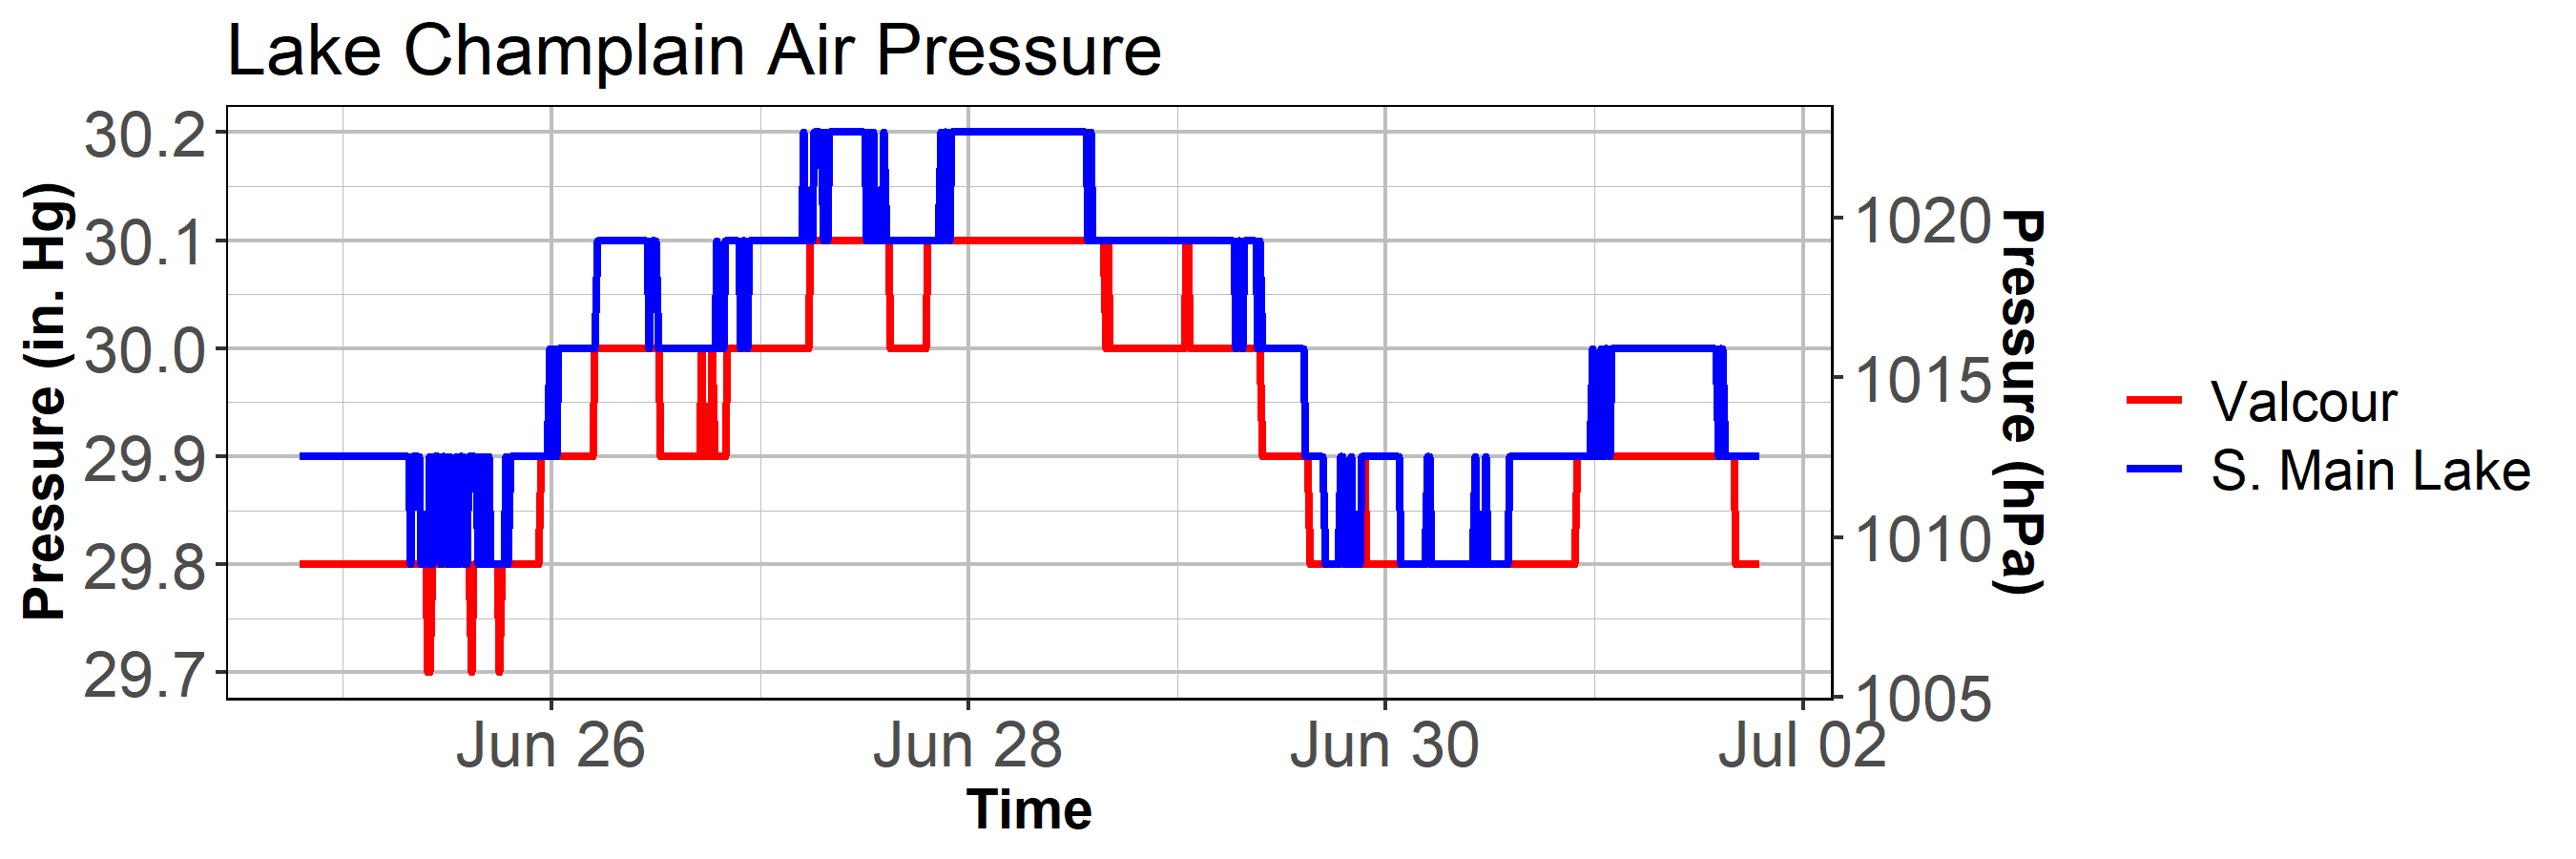 Lake Champlain Air Pressure
Pressure (in. Hg)
30.2
30.1
30.0
29.9
29.8
29.7
1020
1015
1010
1005
Pressure (hPa)
Valcour
S. Main Lake
Jun 26
Jun 28
Jun 30
Jul 02
Time